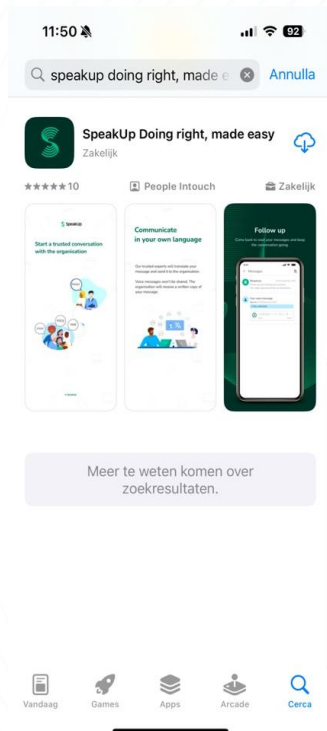 11:50
92
speakup doing right, made e
Annulla
SpeakUp Doing right, made easy
Zakelijk
★★★★★ 10
People Intouch
Zakelijk
SpeakUp
Start a trusted conversation
with the organisation
Communicate
in your own language
Our trusted experts will translate your
message and send it to the organisation.
Voice messages won't be shared. The
organisation will receive a written copy of
your message.
Follow up
Come back to read your messages and keep
the conversation going
Messages
Meer te weten komen over
zoekresultaten.
Vandaag
Games
Apps
Arcade
Cerca